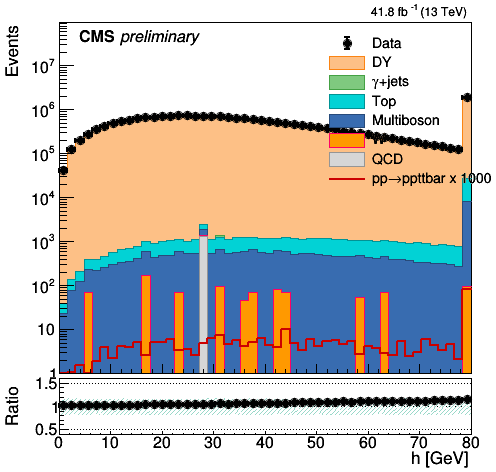 41.8 fb⁻¹ (13 TeV)
CMS preliminary
Events
Data
DY
γ+jets
Top
Multiboson
QCD
pp→ppttbar x 1000
10⁷
10⁶
10⁵
10⁴
10³
10²
10
1
Ratio
1.5
1
0.5
0 10 20 30 40 50 60 70 80
h [GeV]